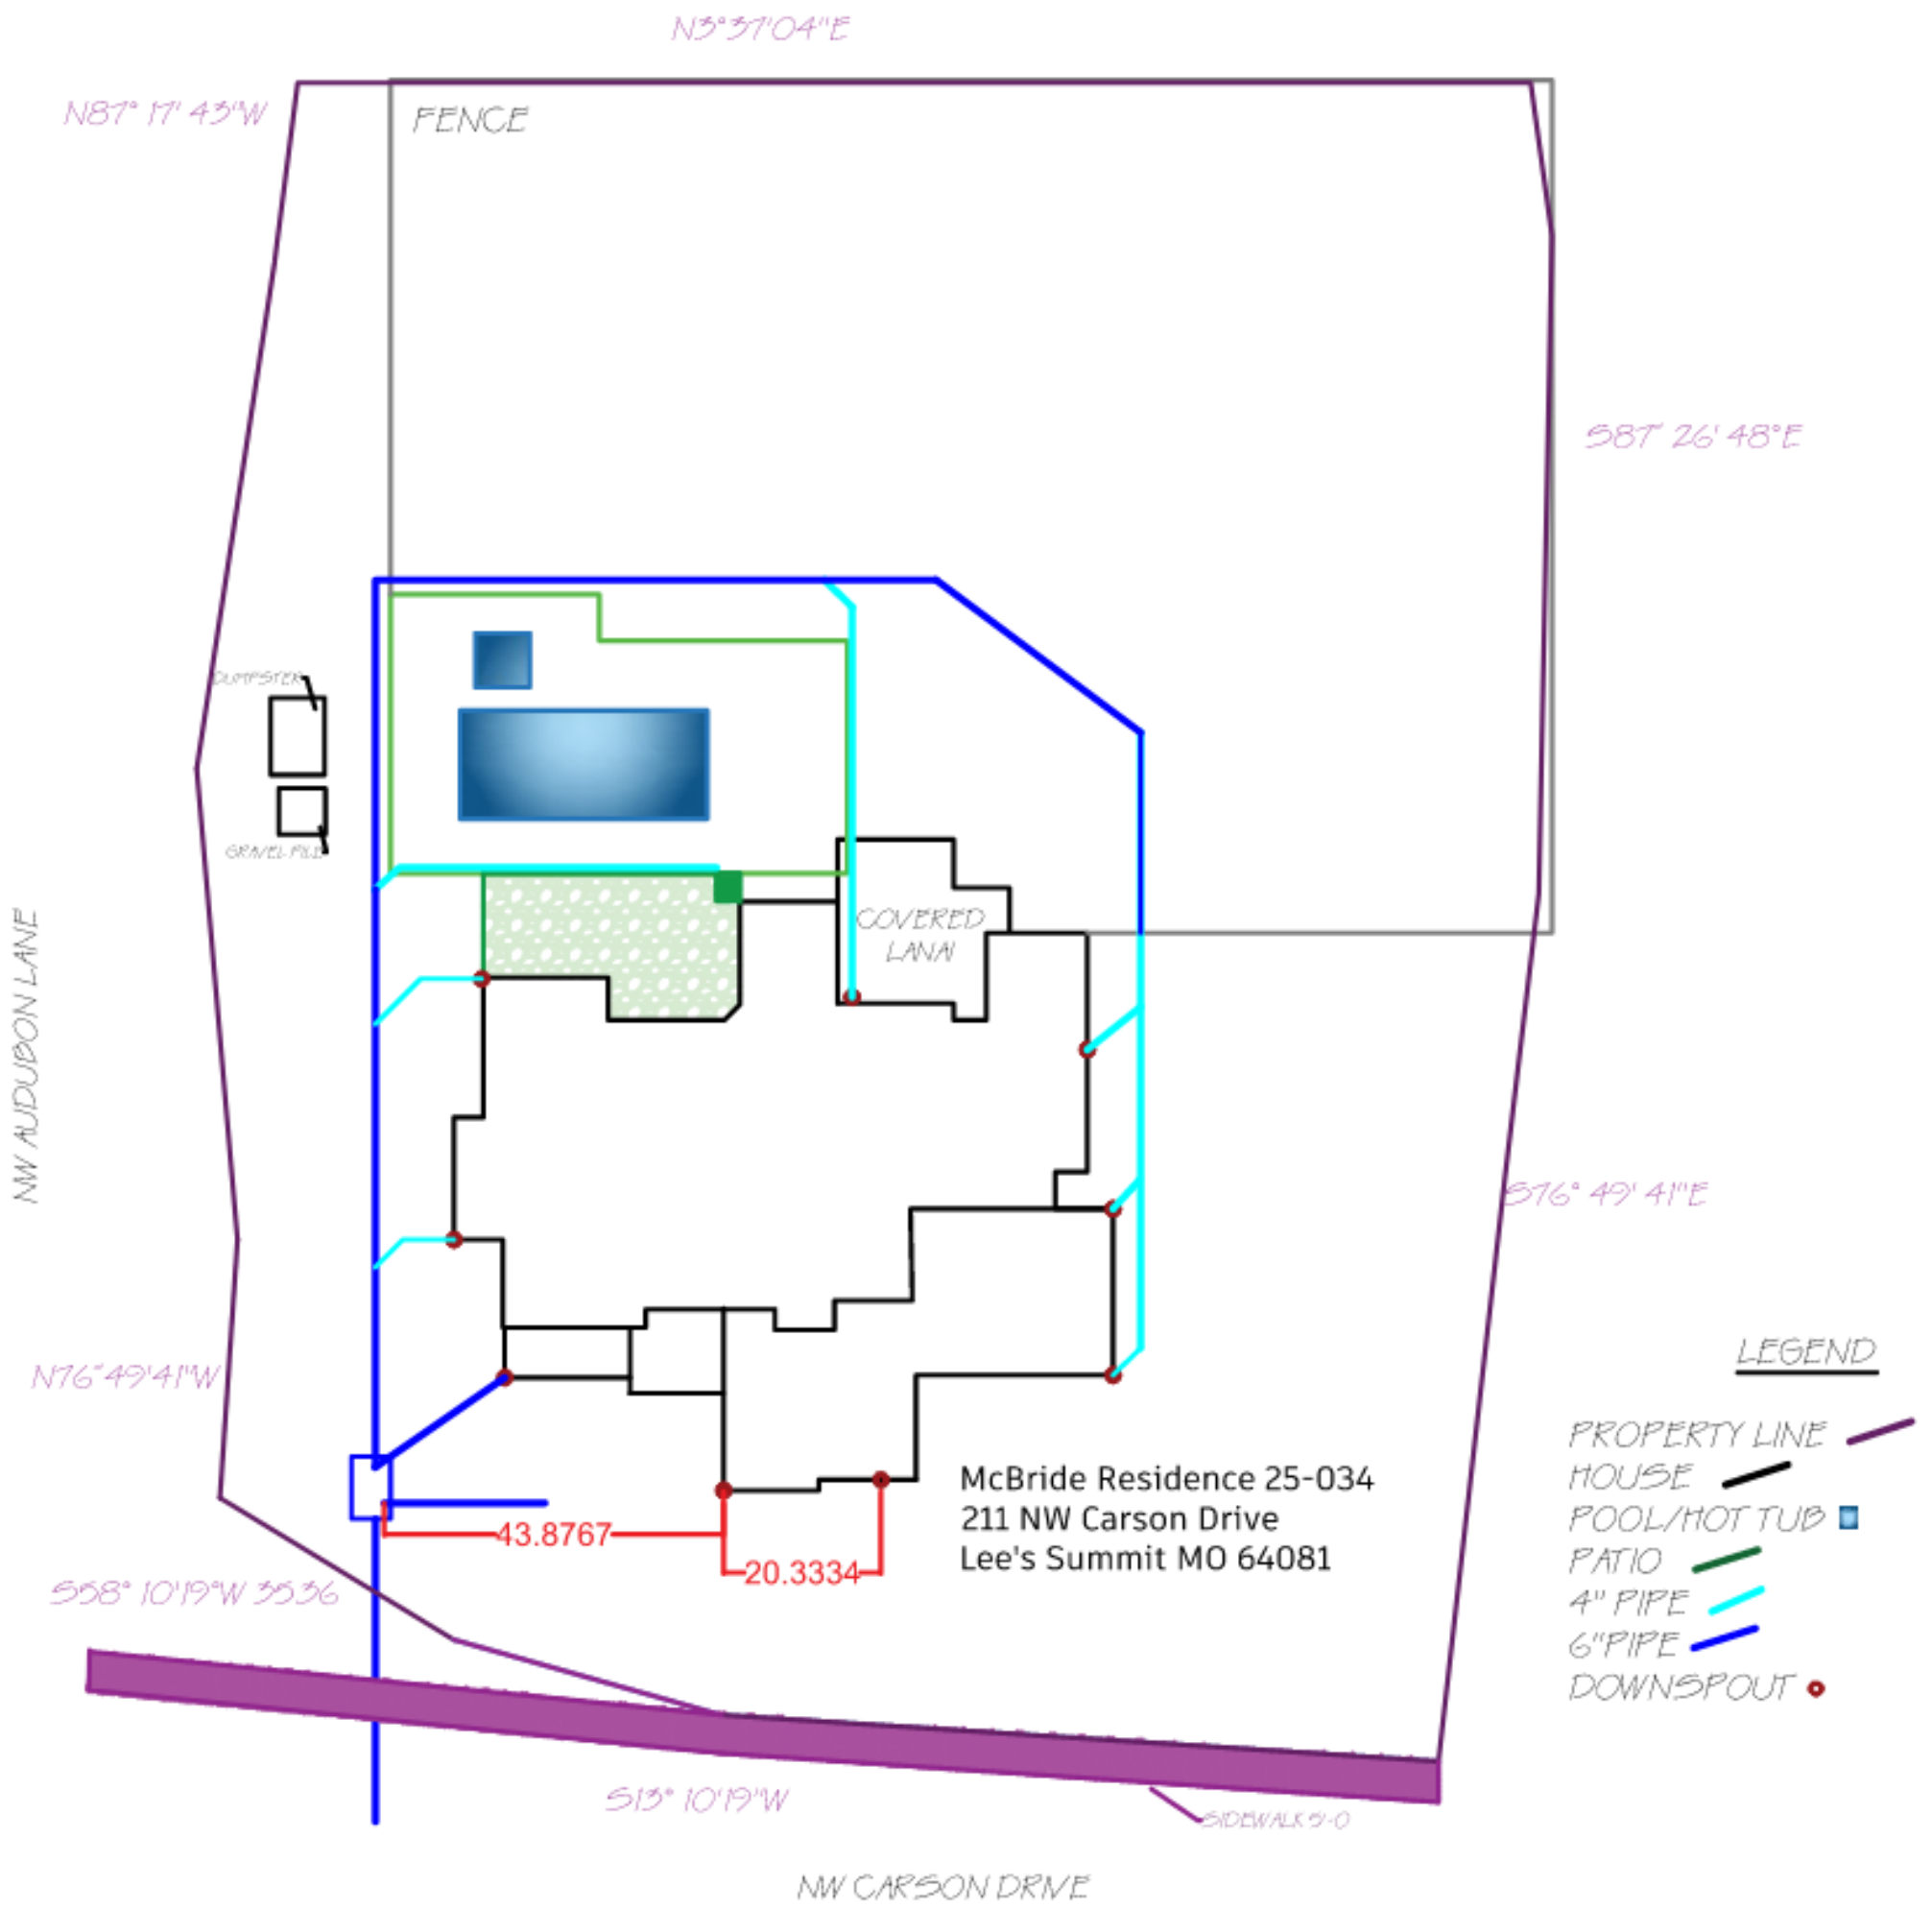 N3°37'04"E
N87° 17' 43"W
FENCE
S87° 26' 48"E
DUMPSTER
GRAVEL PILE
COVERED
LANAI
NW AUDUBON LANE
S76° 49' 41"E
N76°49'41"W
LEGEND
PROPERTY LINE
HOUSE
POOL/HOT TUB
PATIO
4" PIPE
6"PIPE
DOWNSPOUT
McBride Residence 25-034
211 NW Carson Drive
Lee's Summit MO 64081
43.8767
20.3334
S58° 10'19"W 35.36
S13° 10'19"W
SIDEWALK 5'-0
NW CARSON DRIVE